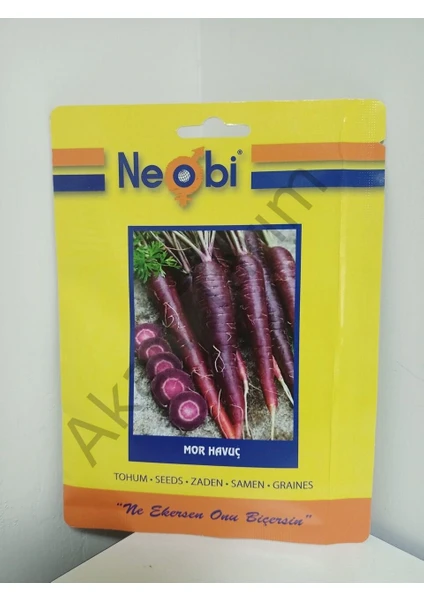 Neobi®
MOR HAVUÇ
TOHUM • SEEDS • ZADEN • SAMEN • GRAINES
"Ne Ekersen Onu Biçersin"